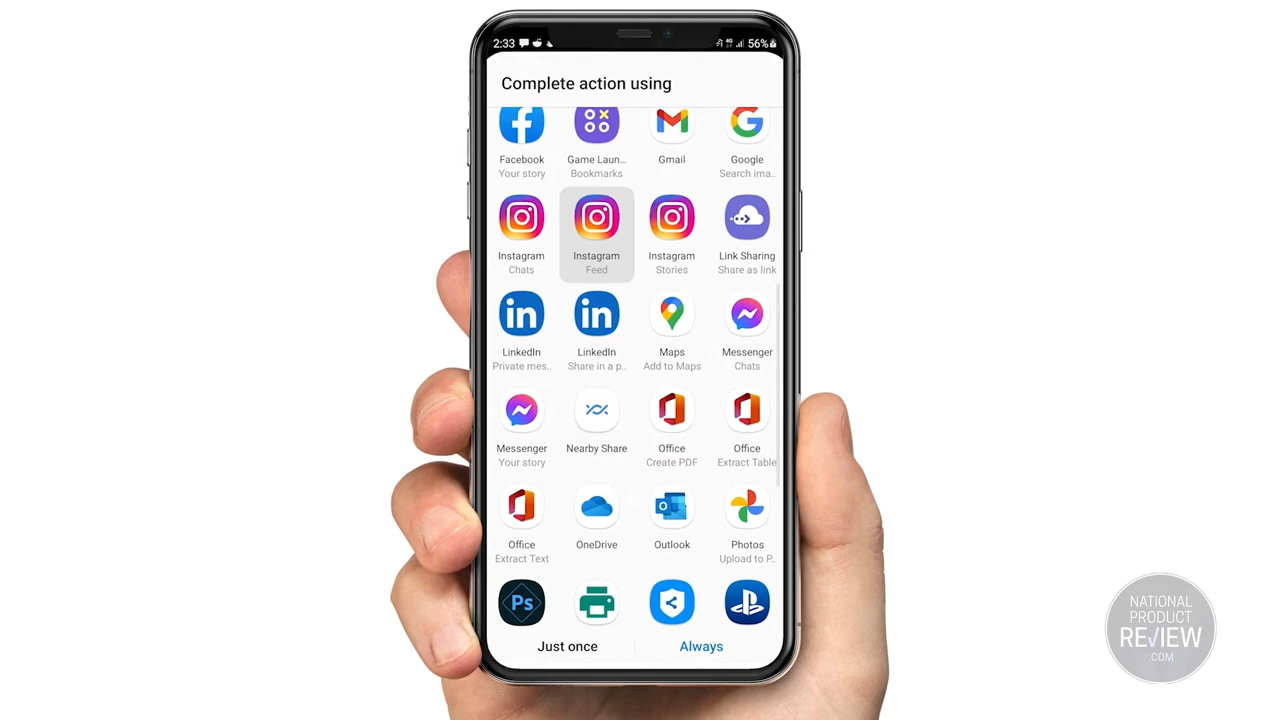 2:33 56%
Complete action using
Facebook Game Laun... Gmail Google
Your story Bookmarks Search ima..
Instagram Instagram Instagram Link Sharing
Chats Feed Stories Share as link
in in
LinkedIn LinkedIn Maps Messenger
Private mes.. Share in a p.. Add to Maps Chats
Messenger Nearby Share Office Office
Your story Create PDF Extract Table
Office OneDrive Outlook Photos
Extract Text Upload to P..
Ps
Just once Always
NATIONAL
PRODUCT
REVIEW
.COM